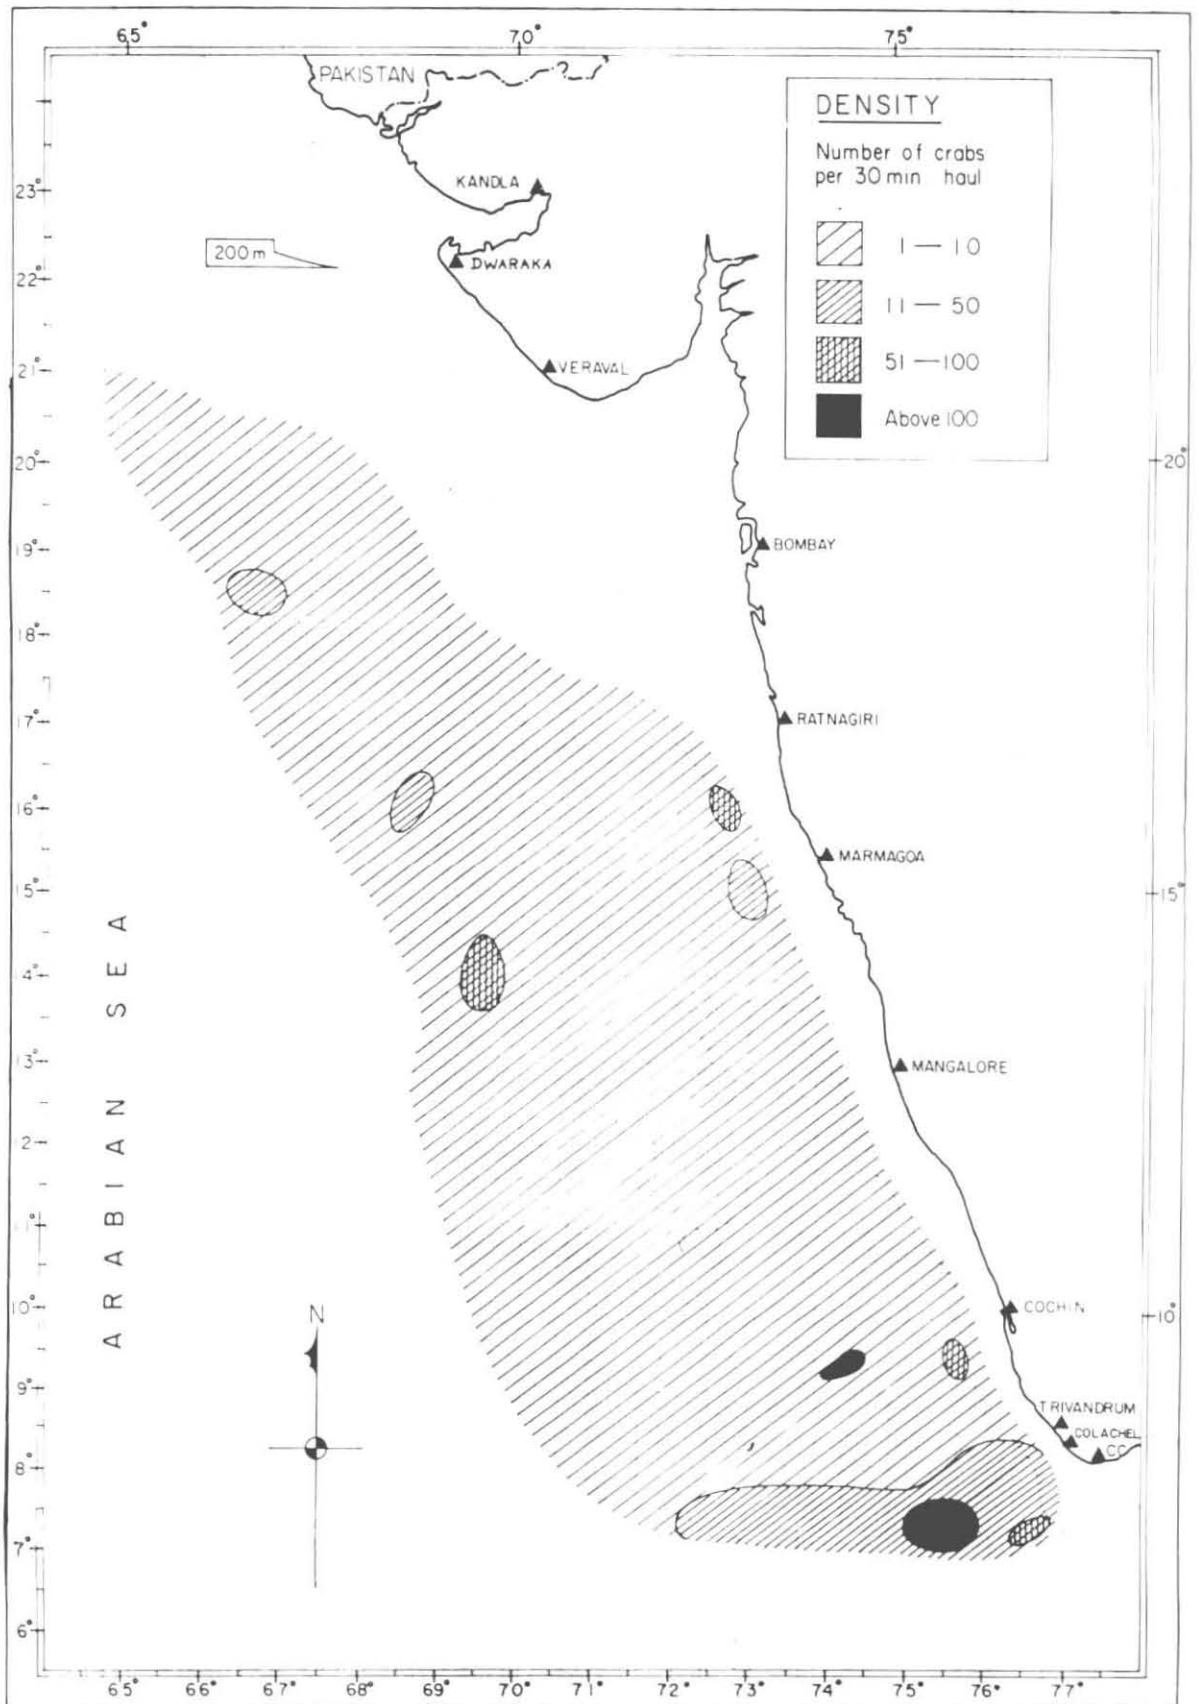 65° 70° 75°
PAKISTAN
DENSITY
Number of crabs
per 30 min haul
1 — 10
11 — 50
51 — 100
Above 100
KANDLA
200 m
DWARAKA
VERAVAL
BOMBAY
RATNAGIRI
MARMAGOA
MANGALORE
COCHIN
TRIVANDRUM
COLACHEL
CC
ARABIAN SEA
N
23°
22°
21°
20°
19°
18°
17°
16°
15°
14°
13°
12°
11°
10°
9°
8°
7°
6°
20°
15°
10°
65° 66° 67° 68° 69° 70° 71° 72° 73° 74° 75° 76° 77°